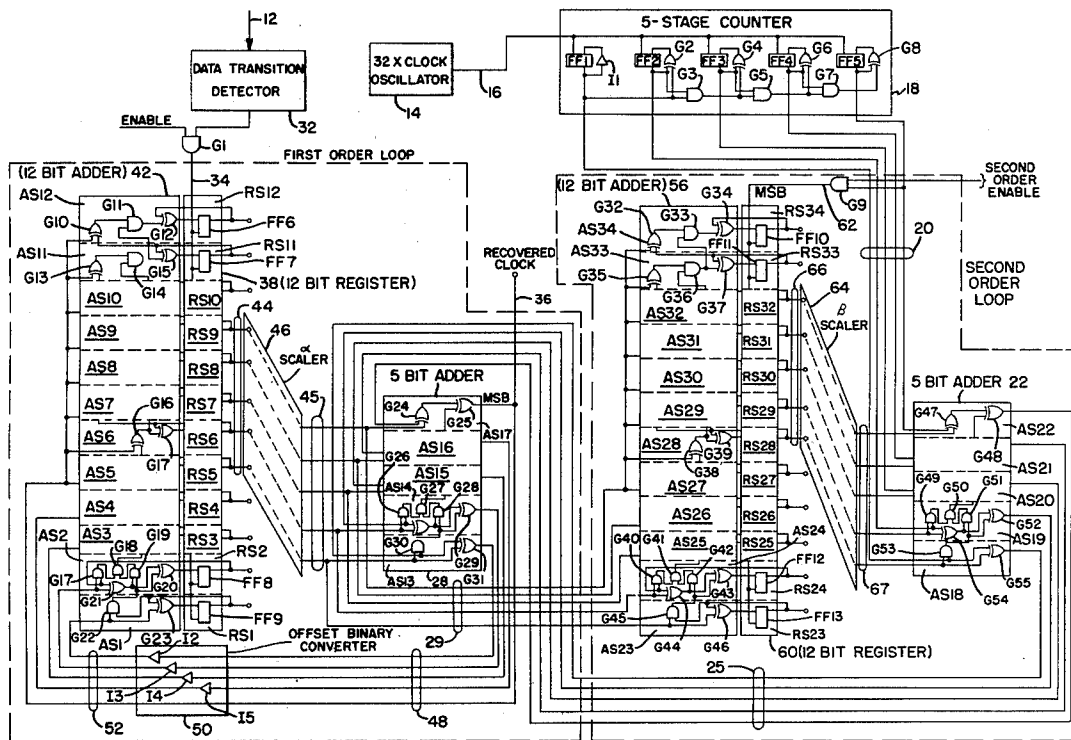 12
DATA TRANSITION
DETECTOR
32
32 X CLOCK
OSCILLATOR
14
16
5-STAGE COUNTER
FF1
I1
FF2
G2
G3
FF3
G4
G5
FF4
G6
G7
FF5
G8
18
ENABLE
G1
34
FIRST ORDER LOOP
(12 BIT ADDER) 42
AS12
G10
G11
G12
RS12
FF6
AS11
G13
G14
G15
RS11
FF7
38 (12 BIT REGISTER)
AS10
RS10
44
AS9
RS9
46
AS8
RS8
α
SCALER
AS7
G16
RS7
AS6
G17
RS6
45
AS5
RS5
AS4
RS4
AS3
RS3
AS2
G18
G19
RS2
G17
G21
G20
FF8
G22
FF9
AS1
G23
RS1
I2
OFFSET BINARY
CONVERTER
I3
I4
I5
52
50
48
RECOVERED
CLOCK
36
5 BIT ADDER
G24
MSB
G25
AS17
AS16
G26
AS15
AS14
G27
G28
G30
G29
G31
AS13
28
29
(12 BIT ADDER) 56
MSB
G9
SECOND
ORDER
ENABLE
62
20
SECOND
ORDER
LOOP
G32
G33
G34
RS34
AS34
FF10
AS33
FF11
RS33
G35
G36
G37
66
64
AS32
RS32
β
SCALER
AS31
RS31
AS30
RS30
AS29
RS29
AS28
G39
RS28
G38
AS27
RS27
AS26
RS26
AS24
AS25
RS25
G40
G41
G42
FF12
G43
RS24
G45
FF13
AS23
G44
G46
RS23
60 (12 BIT REGISTER)
67
25
5 BIT ADDER 22
G47
AS22
G48
AS21
G49
G50
G51
AS20
AS19
G52
G53
G54
G55
AS18